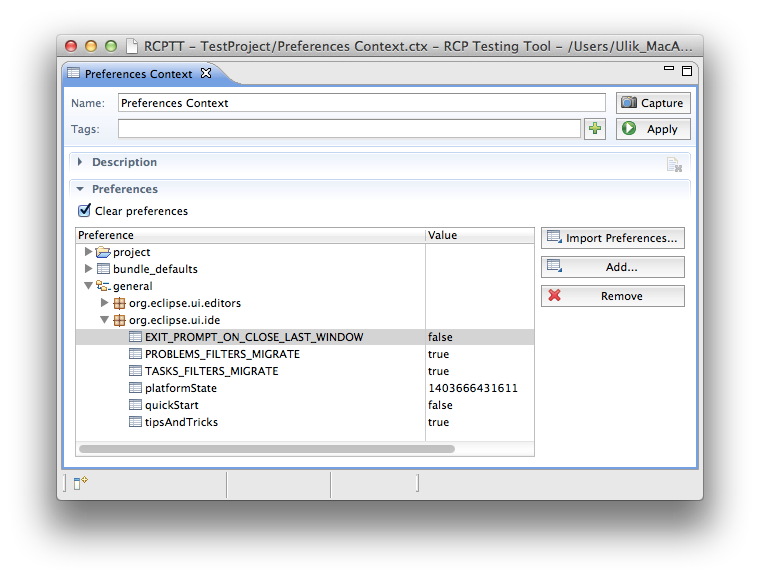 RCPTT – TestProject/Preferences Context.ctx – RCP Testing Tool – /Users/Ulik_MacA...
Preferences Context
Name: Preferences Context Capture
Tags: Apply
Description
Preferences
Clear preferences
Preference Value
project
bundle_defaults
general
org.eclipse.ui.editors
org.eclipse.ui.ide
EXIT_PROMPT_ON_CLOSE_LAST_WINDOW false
PROBLEMS_FILTERS_MIGRATE true
TASKS_FILTERS_MIGRATE true
platformState 1403666431611
quickStart false
tipsAndTricks true
Import Preferences...
Add...
Remove